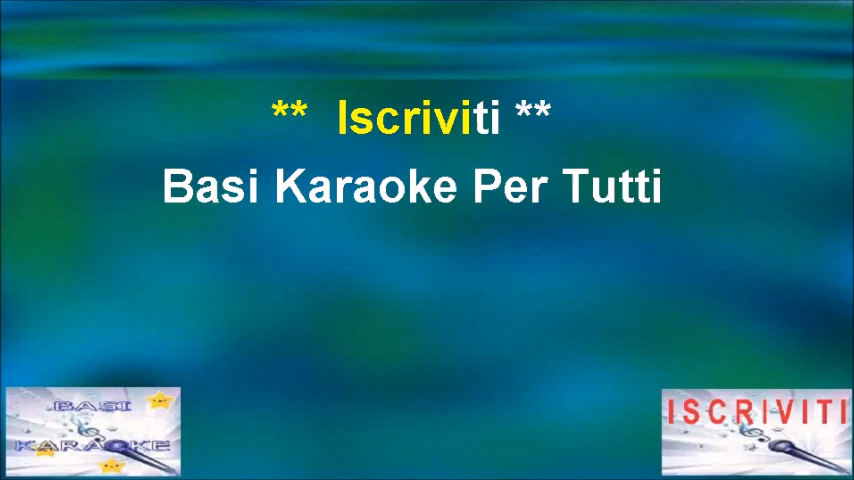 ** Iscriviti **
Basi Karaoke Per Tutti
BASI
KARAOKE
ISCRIVITI